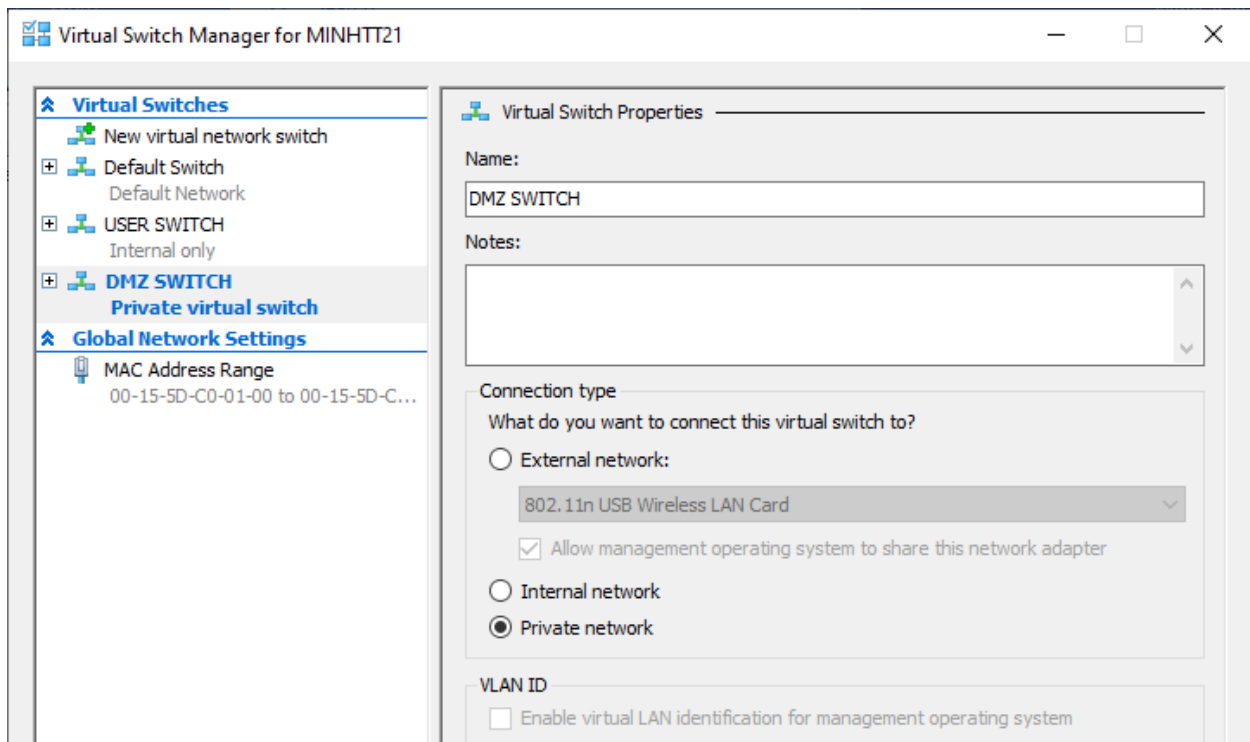 Virtual Switch Manager for MINHTT21
Virtual Switches
New virtual network switch
Default Switch
Default Network
USER SWITCH
Internal only
DMZ SWITCH
Private virtual switch
Global Network Settings
MAC Address Range
00-15-5D-C0-01-00 to 00-15-5D-C...
Virtual Switch Properties
Name:
DMZ SWITCH
Notes:
Connection type
What do you want to connect this virtual switch to?
External network:
802.11n USB Wireless LAN Card
Allow management operating system to share this network adapter
Internal network
Private network
VLAN ID
Enable virtual LAN identification for management operating system